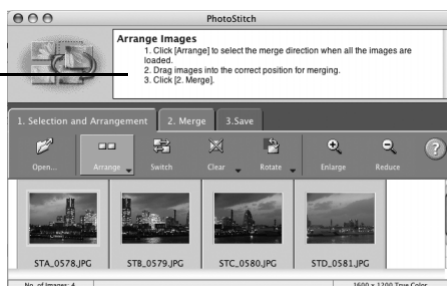 PhotoStitch
Arrange Images
1. Click [Arrange] to select the merge direction when all the images are
loaded.
2. Drag images into the correct position for merging.
3. Click [2. Merge].
1. Selection and Arrangement 2. Merge 3.Save
Open... Arrange Switch Clear Rotate Enlarge Reduce ?
STA_0578.JPG STB_0579.JPG STC_0580.JPG STD_0581.JPG
No. of Images: 4 1600 x 1200 True Color